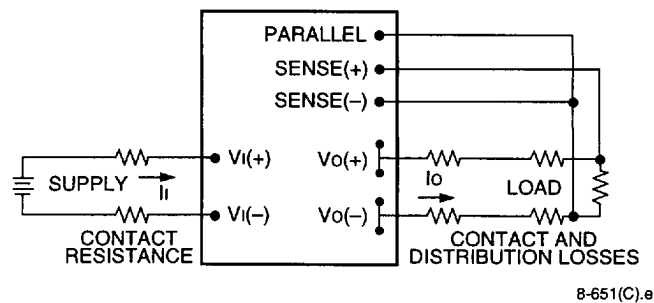 PARALLEL
SENSE(+)
SENSE(–)
VI(+)
VO(+)
SUPPLY
II
IO
LOAD
VI(–)
VO(–)
CONTACT
RESISTANCE
CONTACT AND
DISTRIBUTION LOSSES
8-651(C).e